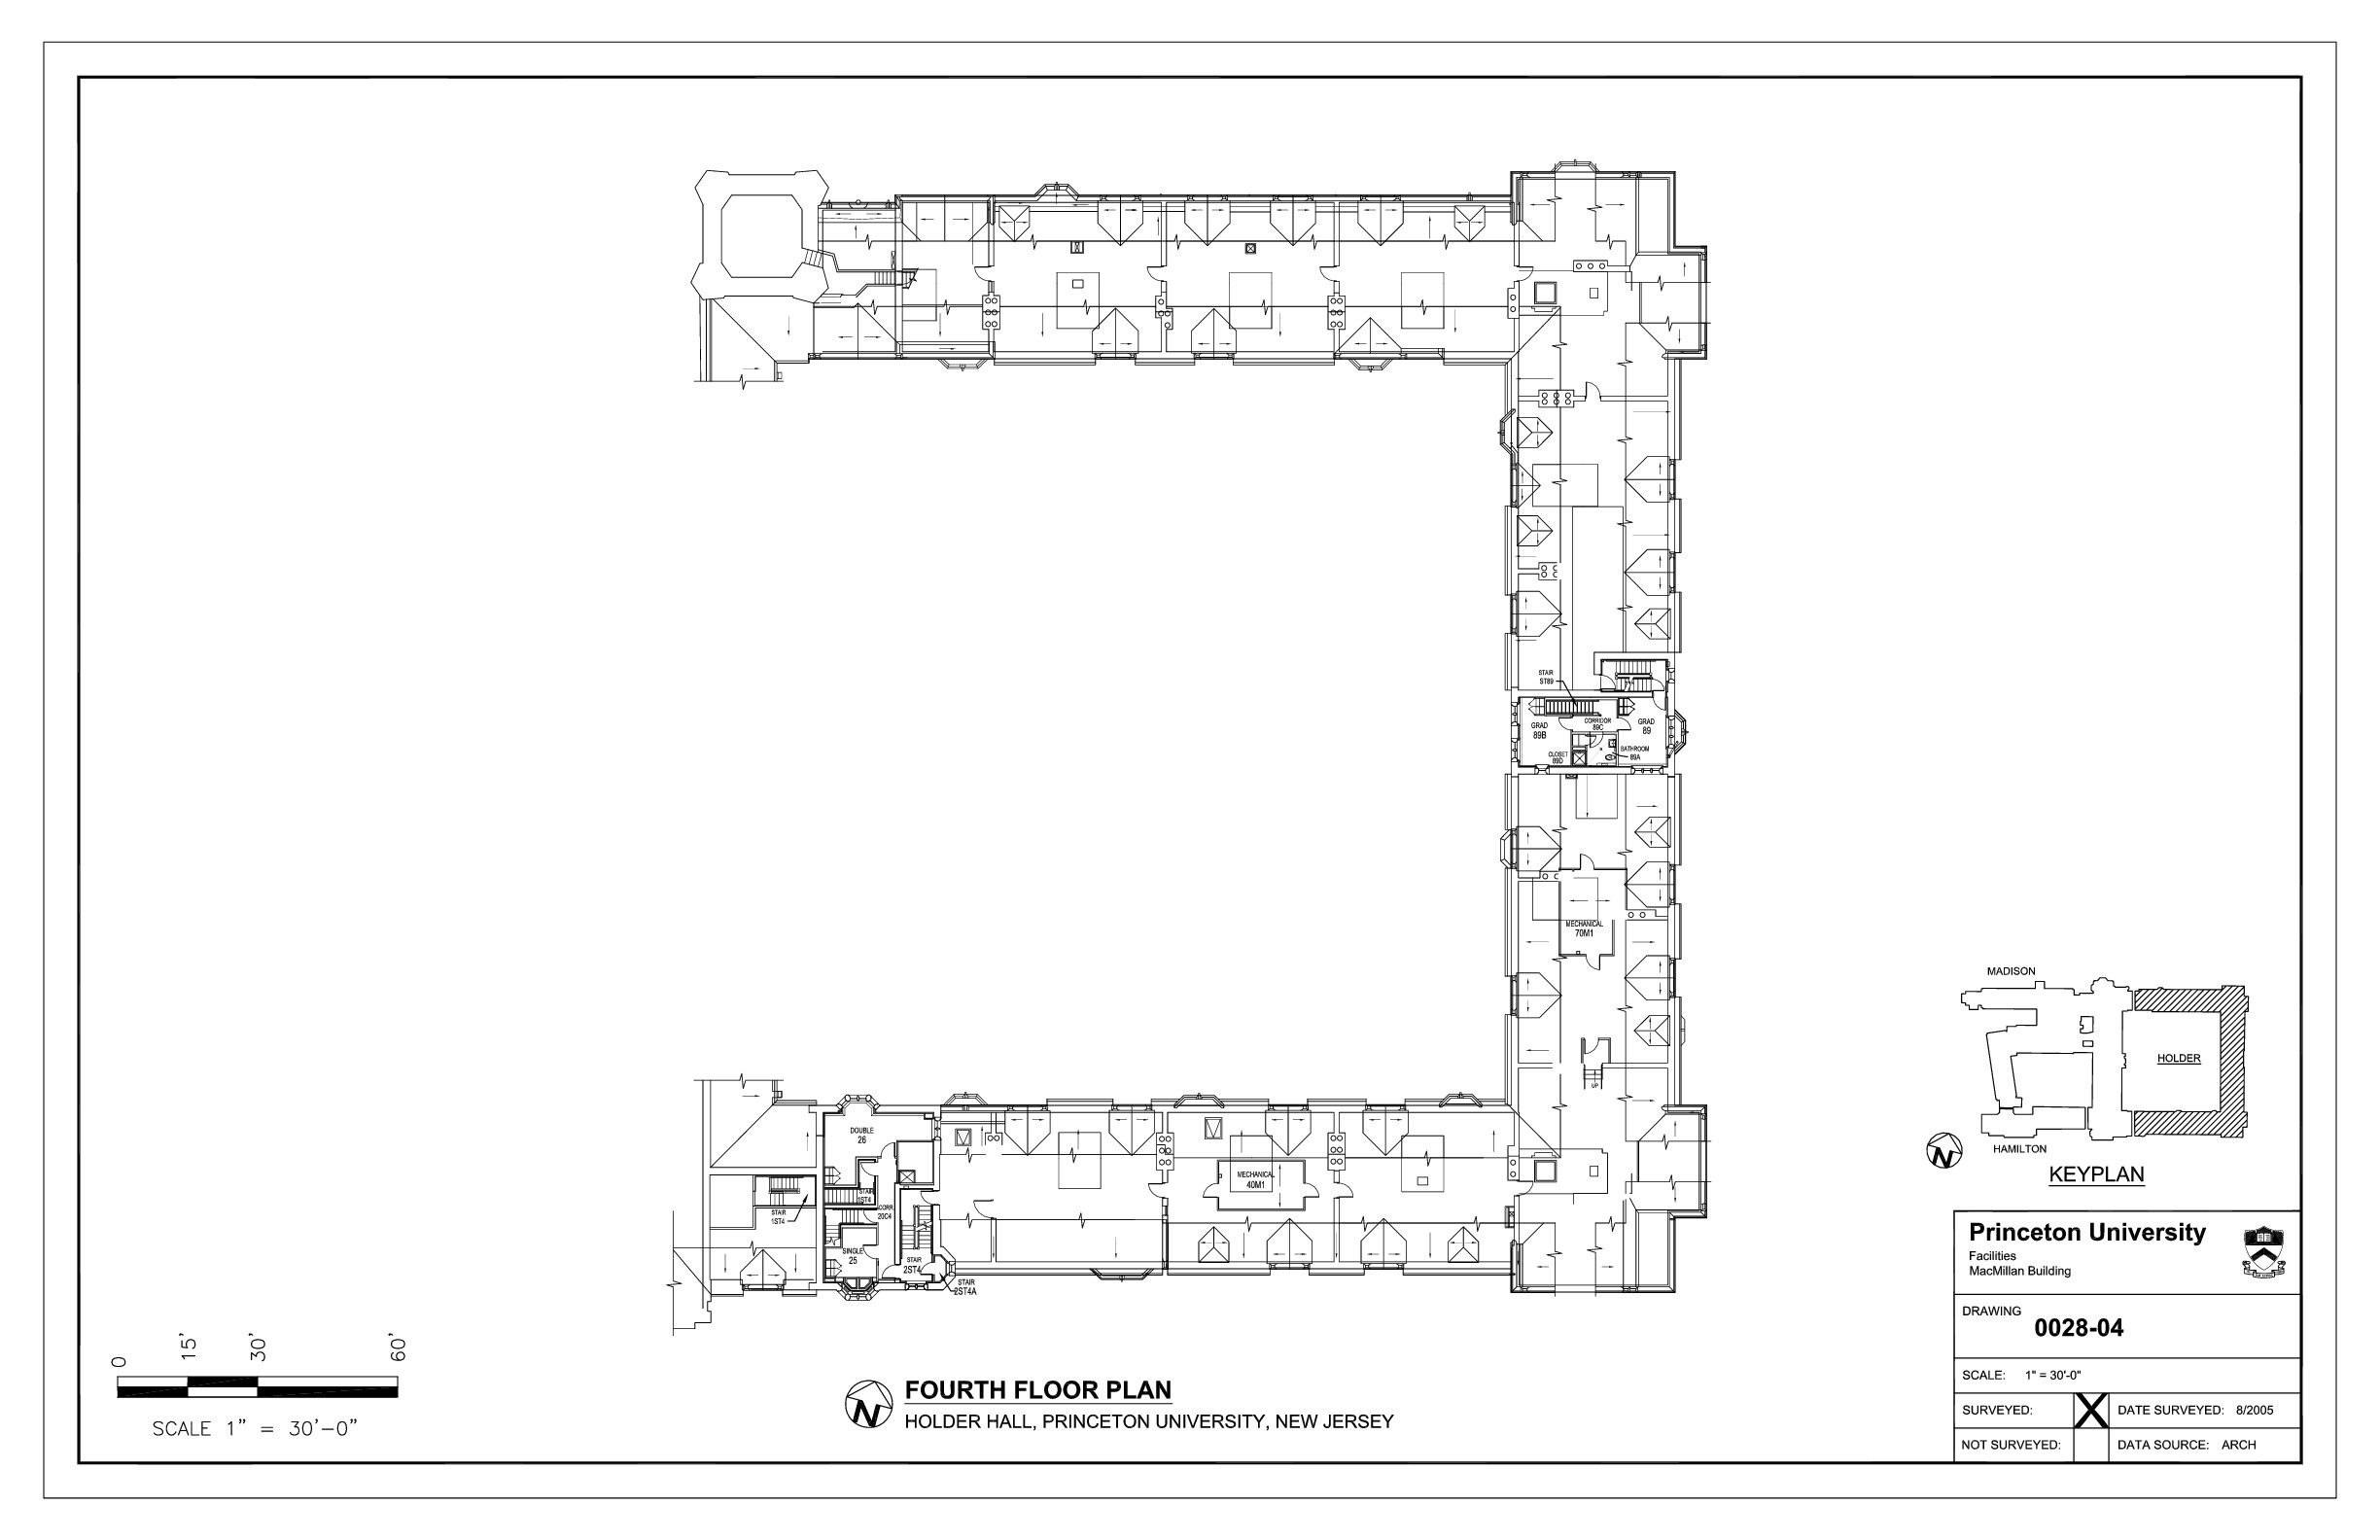 STAIR
ST89
GRAD
89B
CORRIDOR
89C
GRAD
89
CLOSET
89D
BATHROOM
89A
MECHANICAL
70M1
UP
DOUBLE
26
STAIR
1ST4
CORR.
20C4
STAIR
1ST4
SINGLE
25
STAIR
2ST4
STAIR
2ST4A
MECHANICAL
40M1
MADISON
HOLDER
HAMILTON
N
KEYPLAN
Princeton University
Facilities
MacMillan Building
DRAWING
0028-04
SCALE: 1" = 30'-0"
SURVEYED: X DATE SURVEYED: 8/2005
NOT SURVEYED: DATA SOURCE: ARCH
0 15' 30' 60'
SCALE 1" = 30'-0"
N
FOURTH FLOOR PLAN
HOLDER HALL, PRINCETON UNIVERSITY, NEW JERSEY